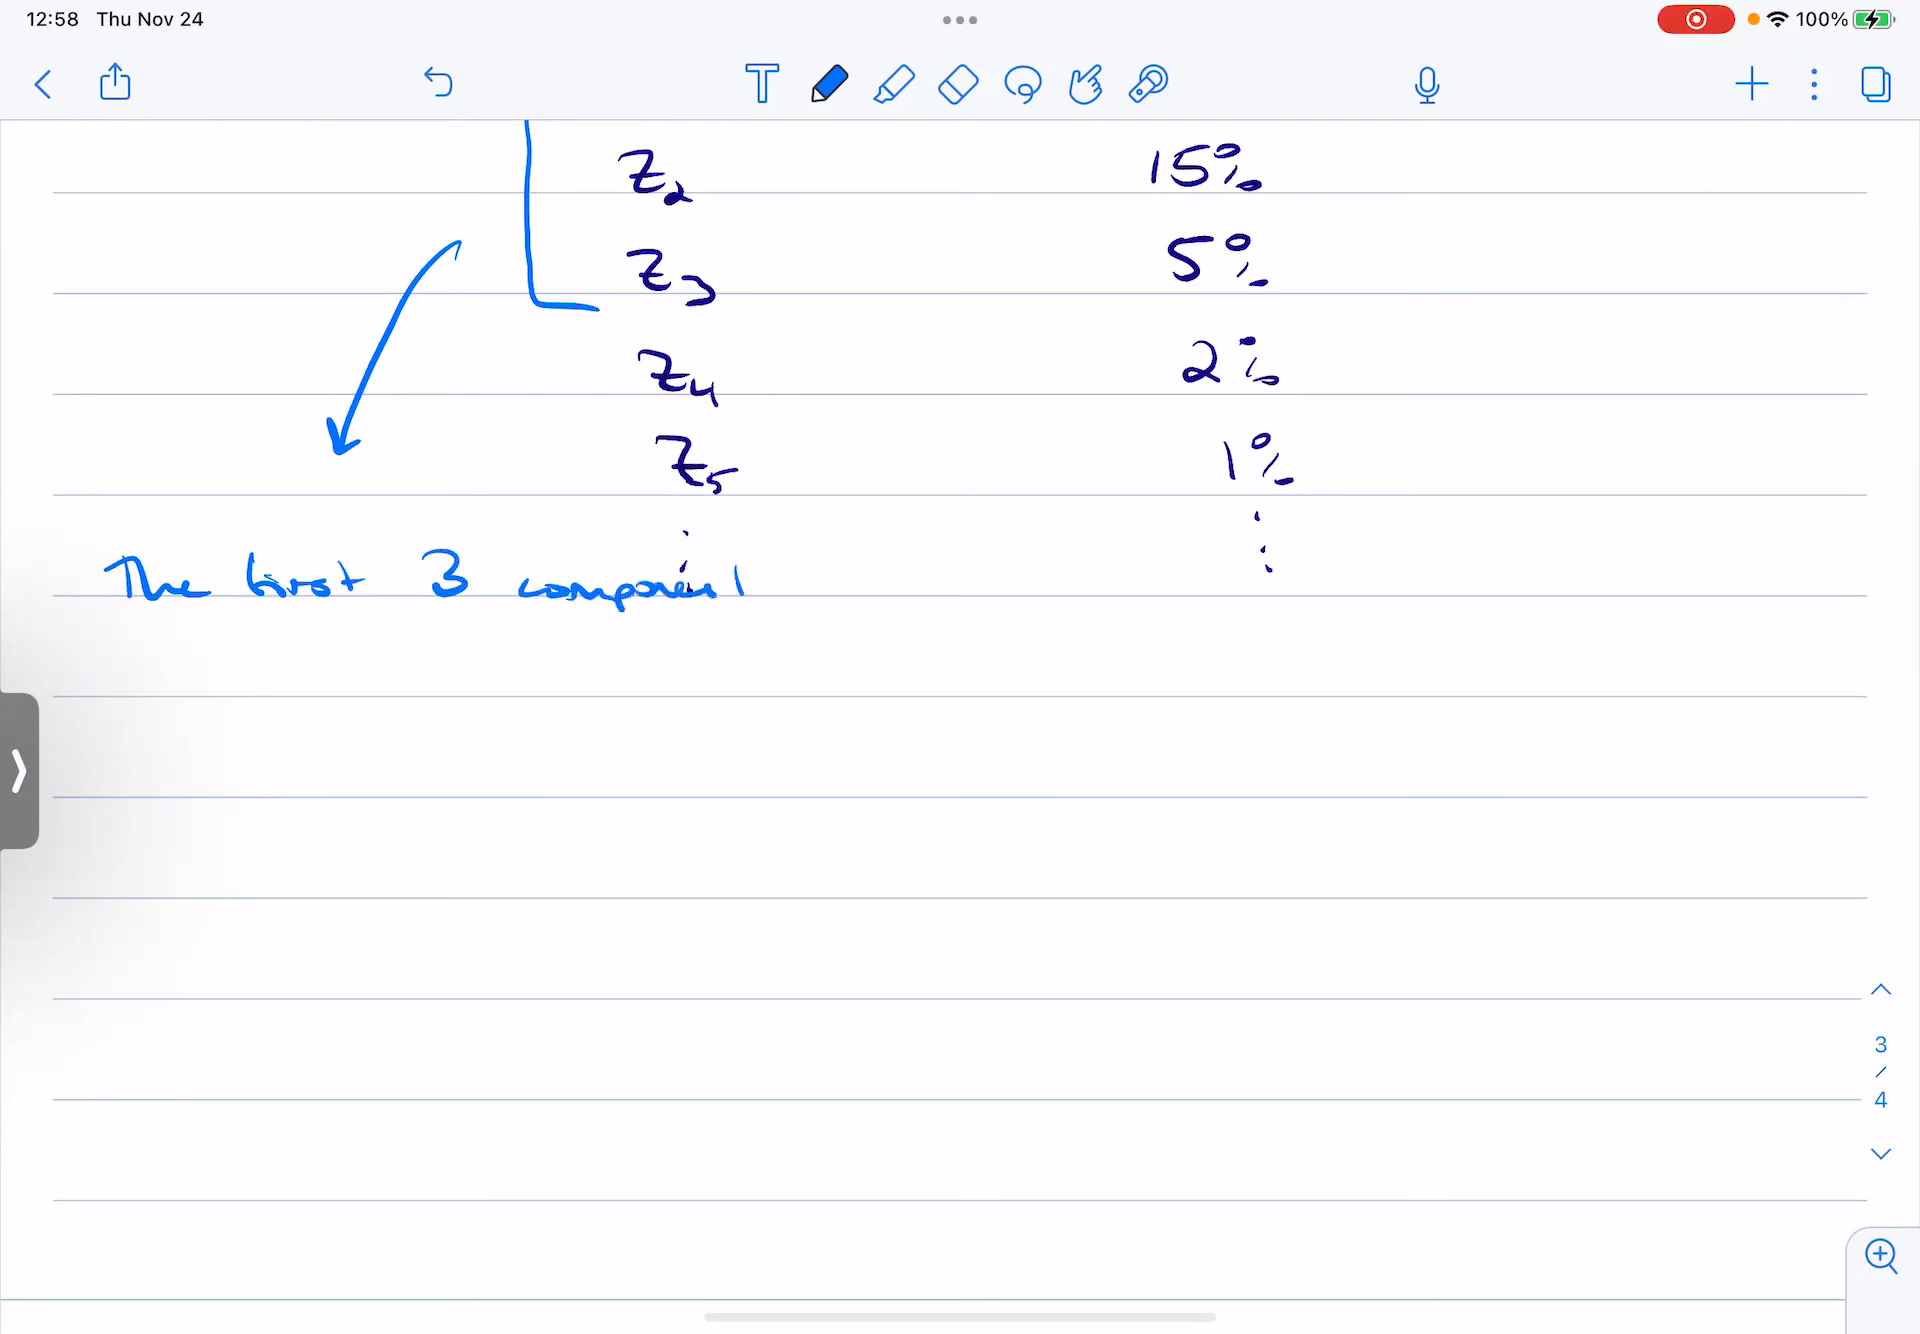 12:58 Thu Nov 24 100%
T
Z2 15%
Z3 5%
Z4 2%
Z5 1%
⋮ ⋮
The first 3 component
3
/
4